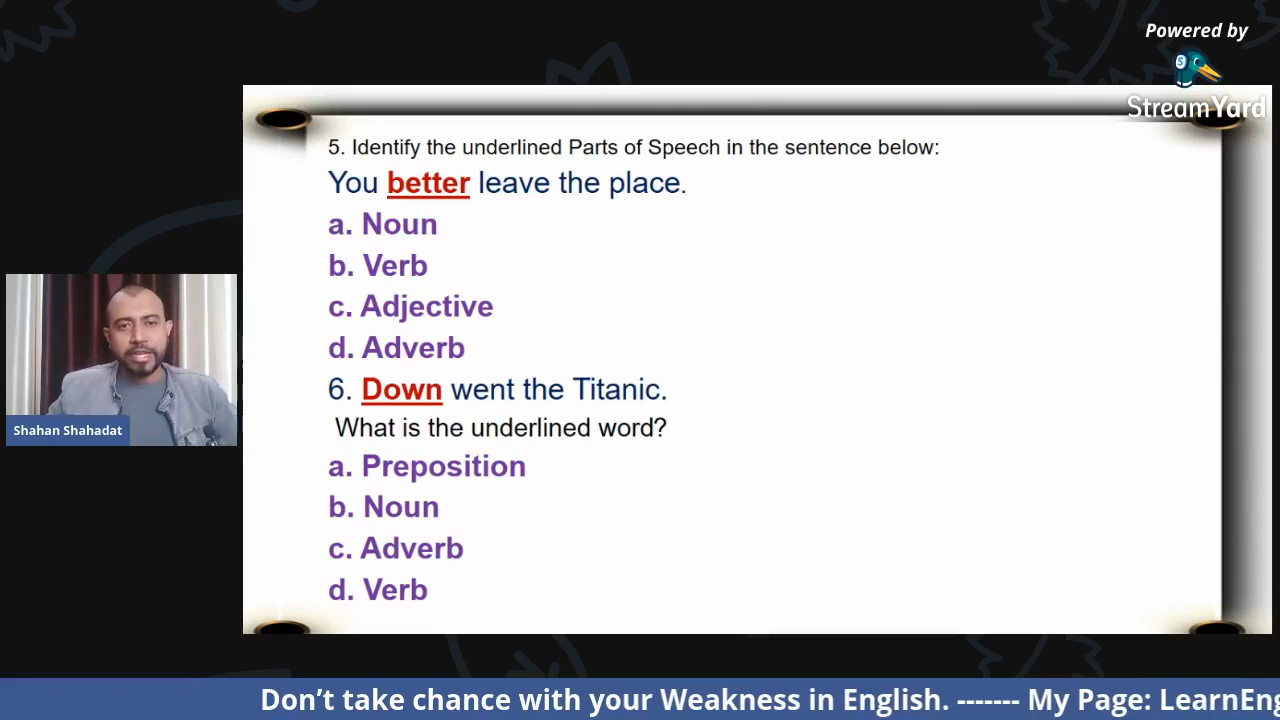 Powered by
StreamYard
5. Identify the underlined Parts of Speech in the sentence below:
You better leave the place.
a. Noun
b. Verb
c. Adjective
d. Adverb
6. Down went the Titanic.
What is the underlined word?
a. Preposition
b. Noun
c. Adverb
d. Verb
Shahan Shahadat
Don’t take chance with your Weakness in English. ------- My Page: LearnEng